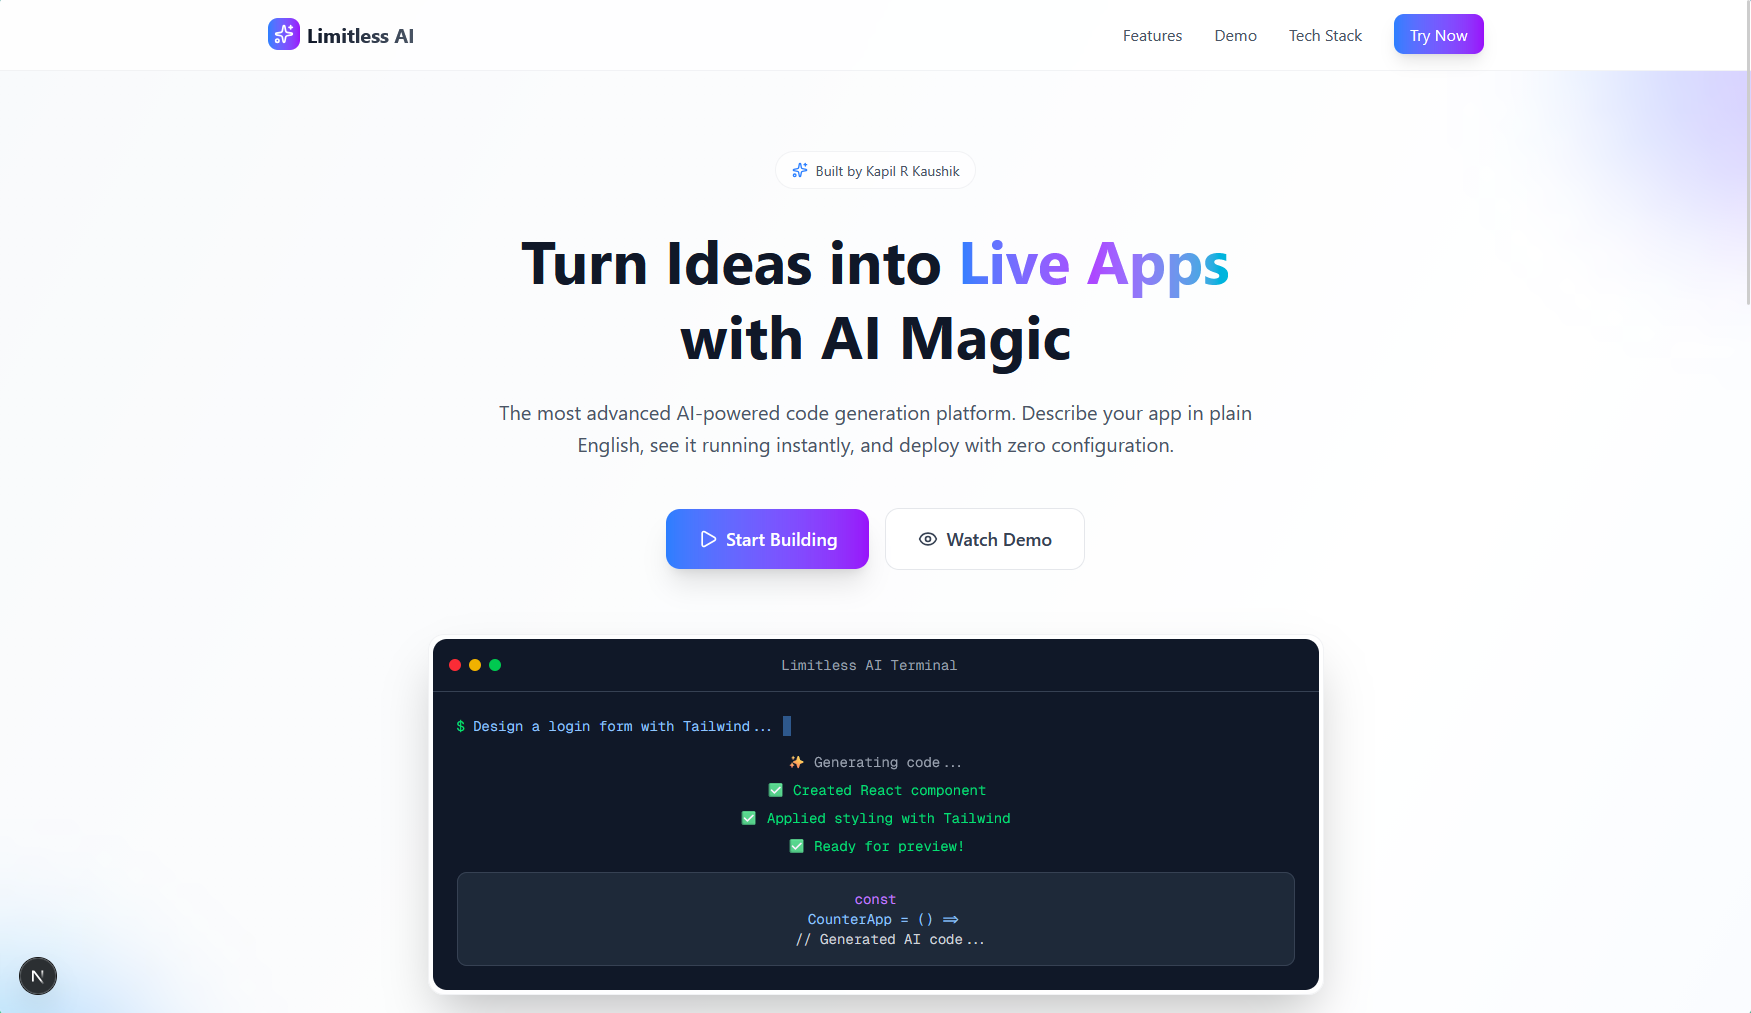 Limitless AI
Features
Demo
Tech Stack
Try Now
Built by Kapil R Kaushik
Turn Ideas into Live Apps
with AI Magic
The most advanced AI-powered code generation platform. Describe your app in plain
English, see it running instantly, and deploy with zero configuration.
Start Building
Watch Demo
Limitless AI Terminal
$ Design a login form with Tailwind...
✨ Generating code...
✅ Created React component
✅ Applied styling with Tailwind
✅ Ready for preview!
const
CounterApp = () =>
// Generated AI code...
N